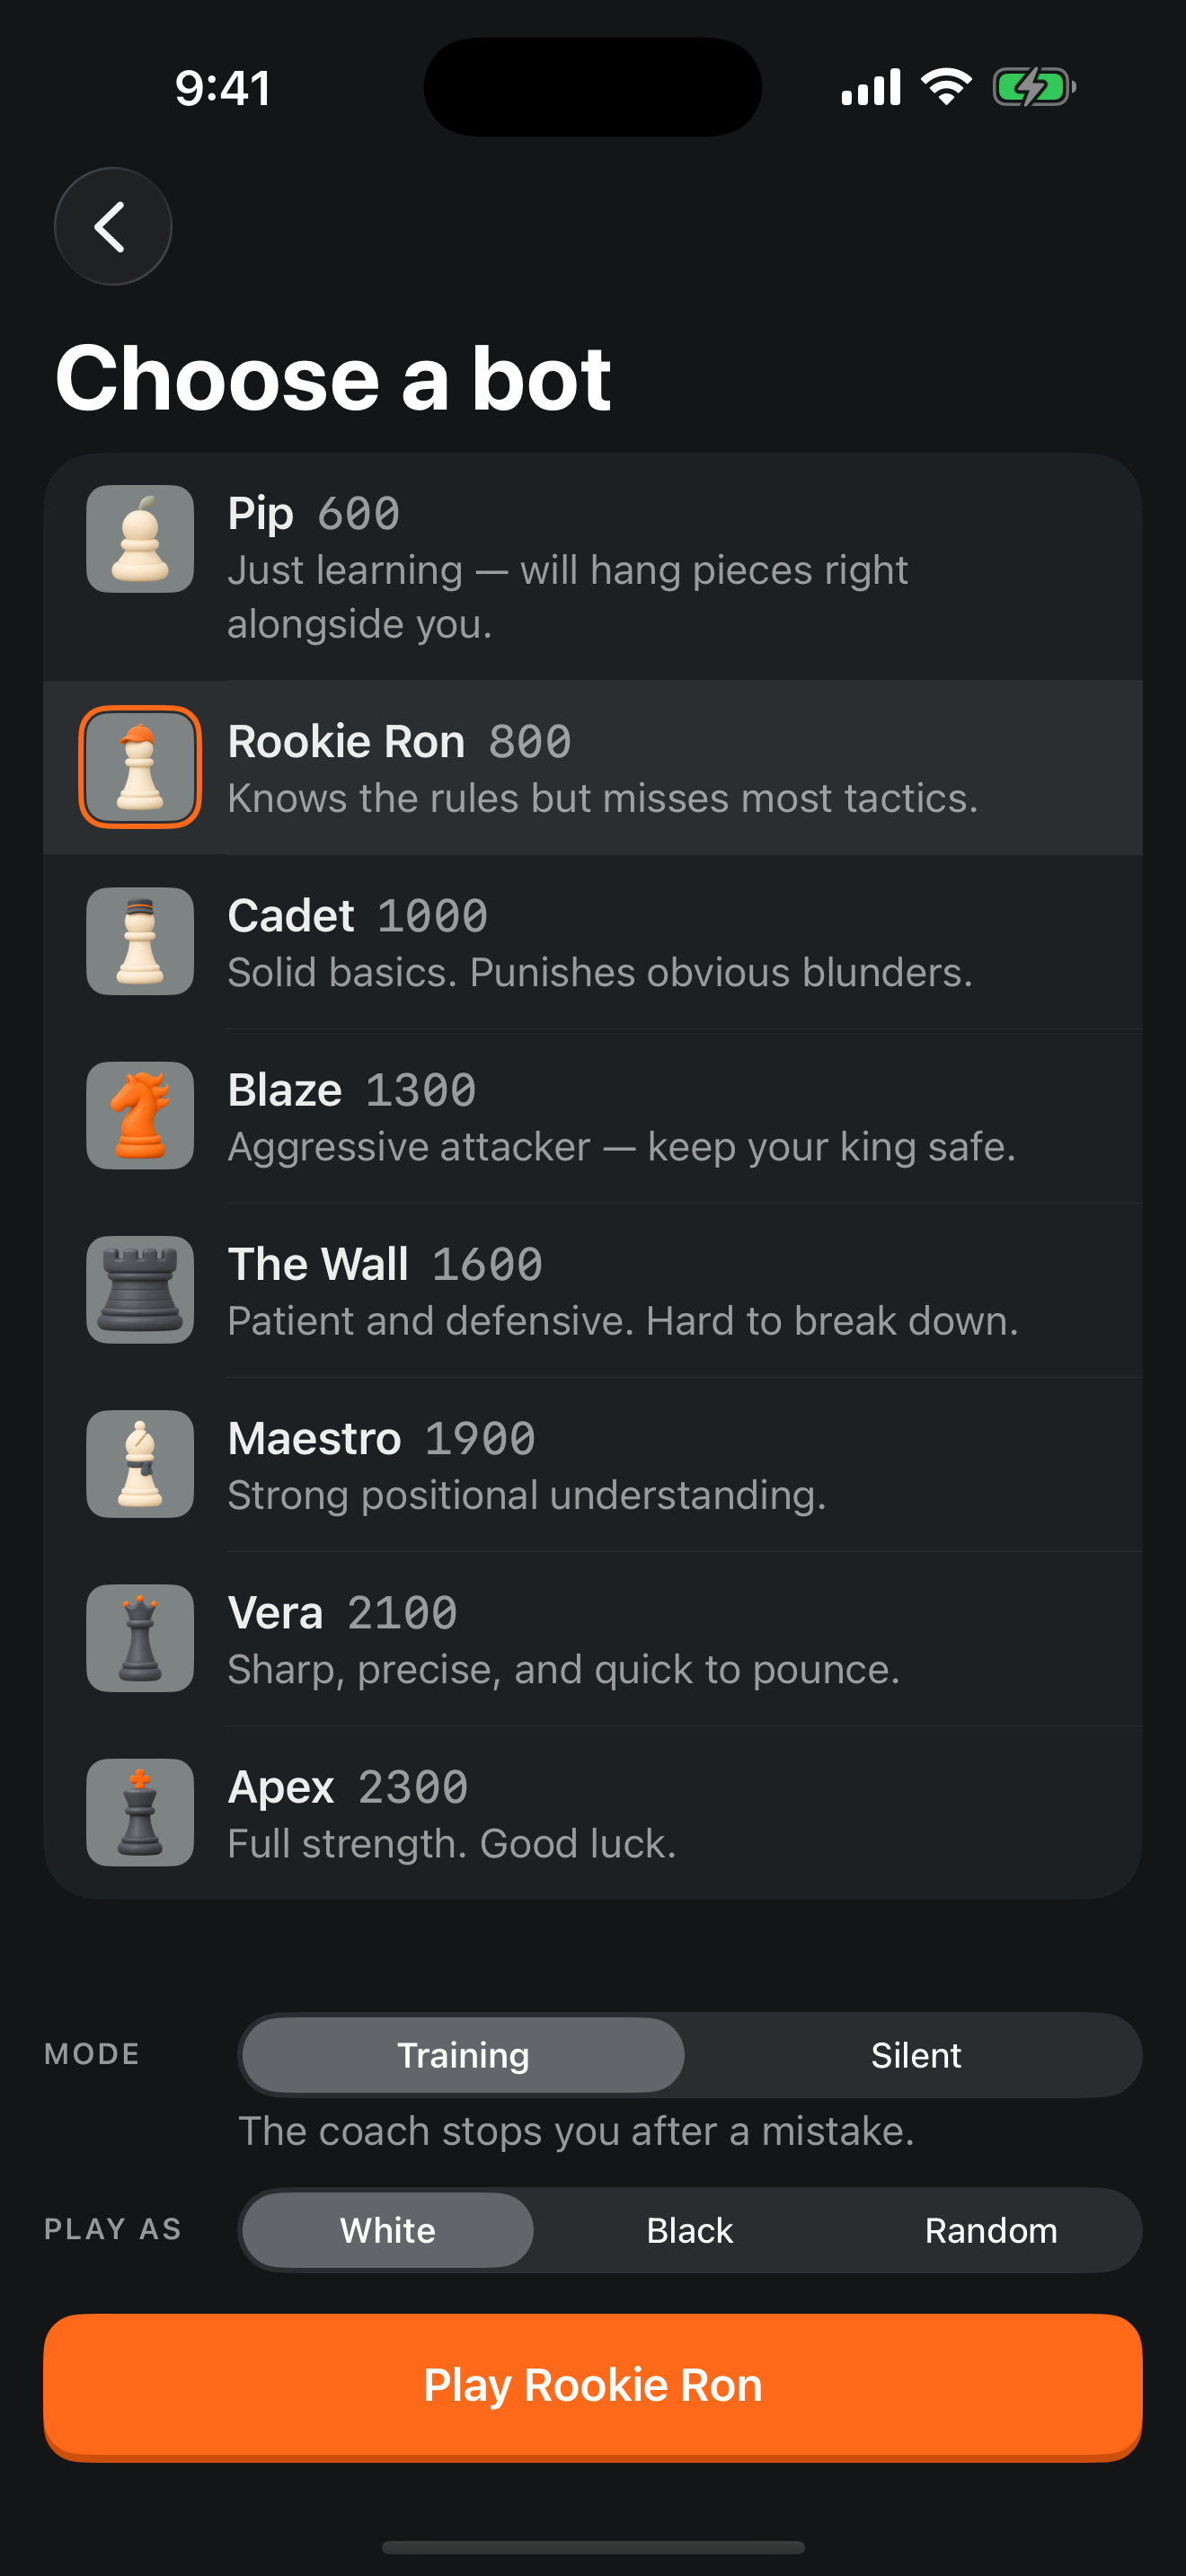 9:41
Choose a bot
Pip 600
Just learning — will hang pieces right
alongside you.
Rookie Ron 800
Knows the rules but misses most tactics.
Cadet 1000
Solid basics. Punishes obvious blunders.
Blaze 1300
Aggressive attacker — keep your king safe.
The Wall 1600
Patient and defensive. Hard to break down.
Maestro 1900
Strong positional understanding.
Vera 2100
Sharp, precise, and quick to pounce.
Apex 2300
Full strength. Good luck.
MODE Training Silent
The coach stops you after a mistake.
PLAY AS White Black Random
Play Rookie Ron